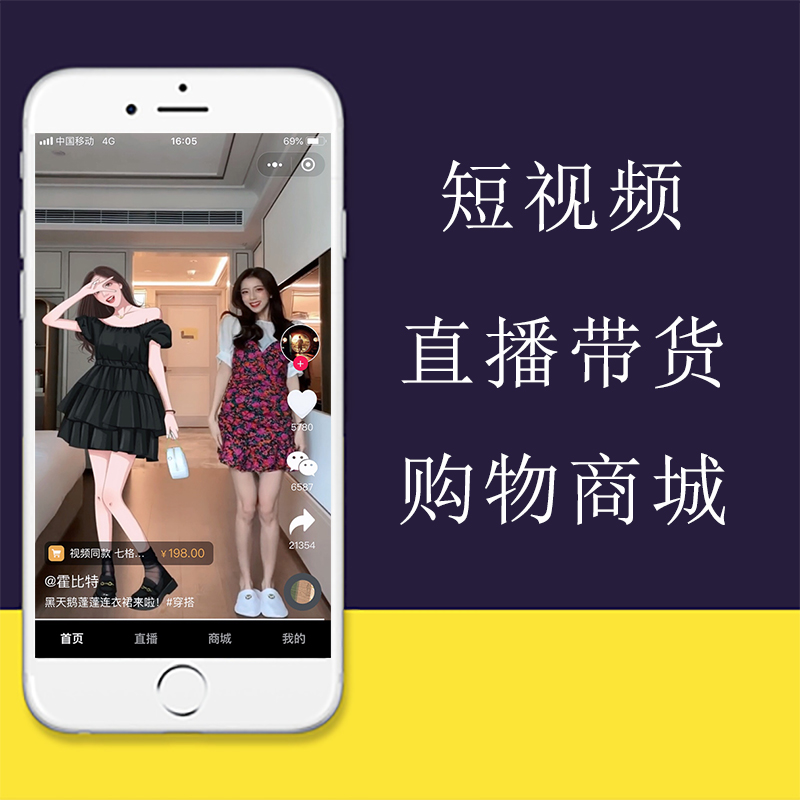 中国移动 4G 16:05 69%
短视频
直播带货
购物商城
5780
6587
21354
视频同款 七格... ¥198.00
@霍比特
黑天鹅蓬蓬连衣裙来啦! #穿搭
首页 直播 商城 我的